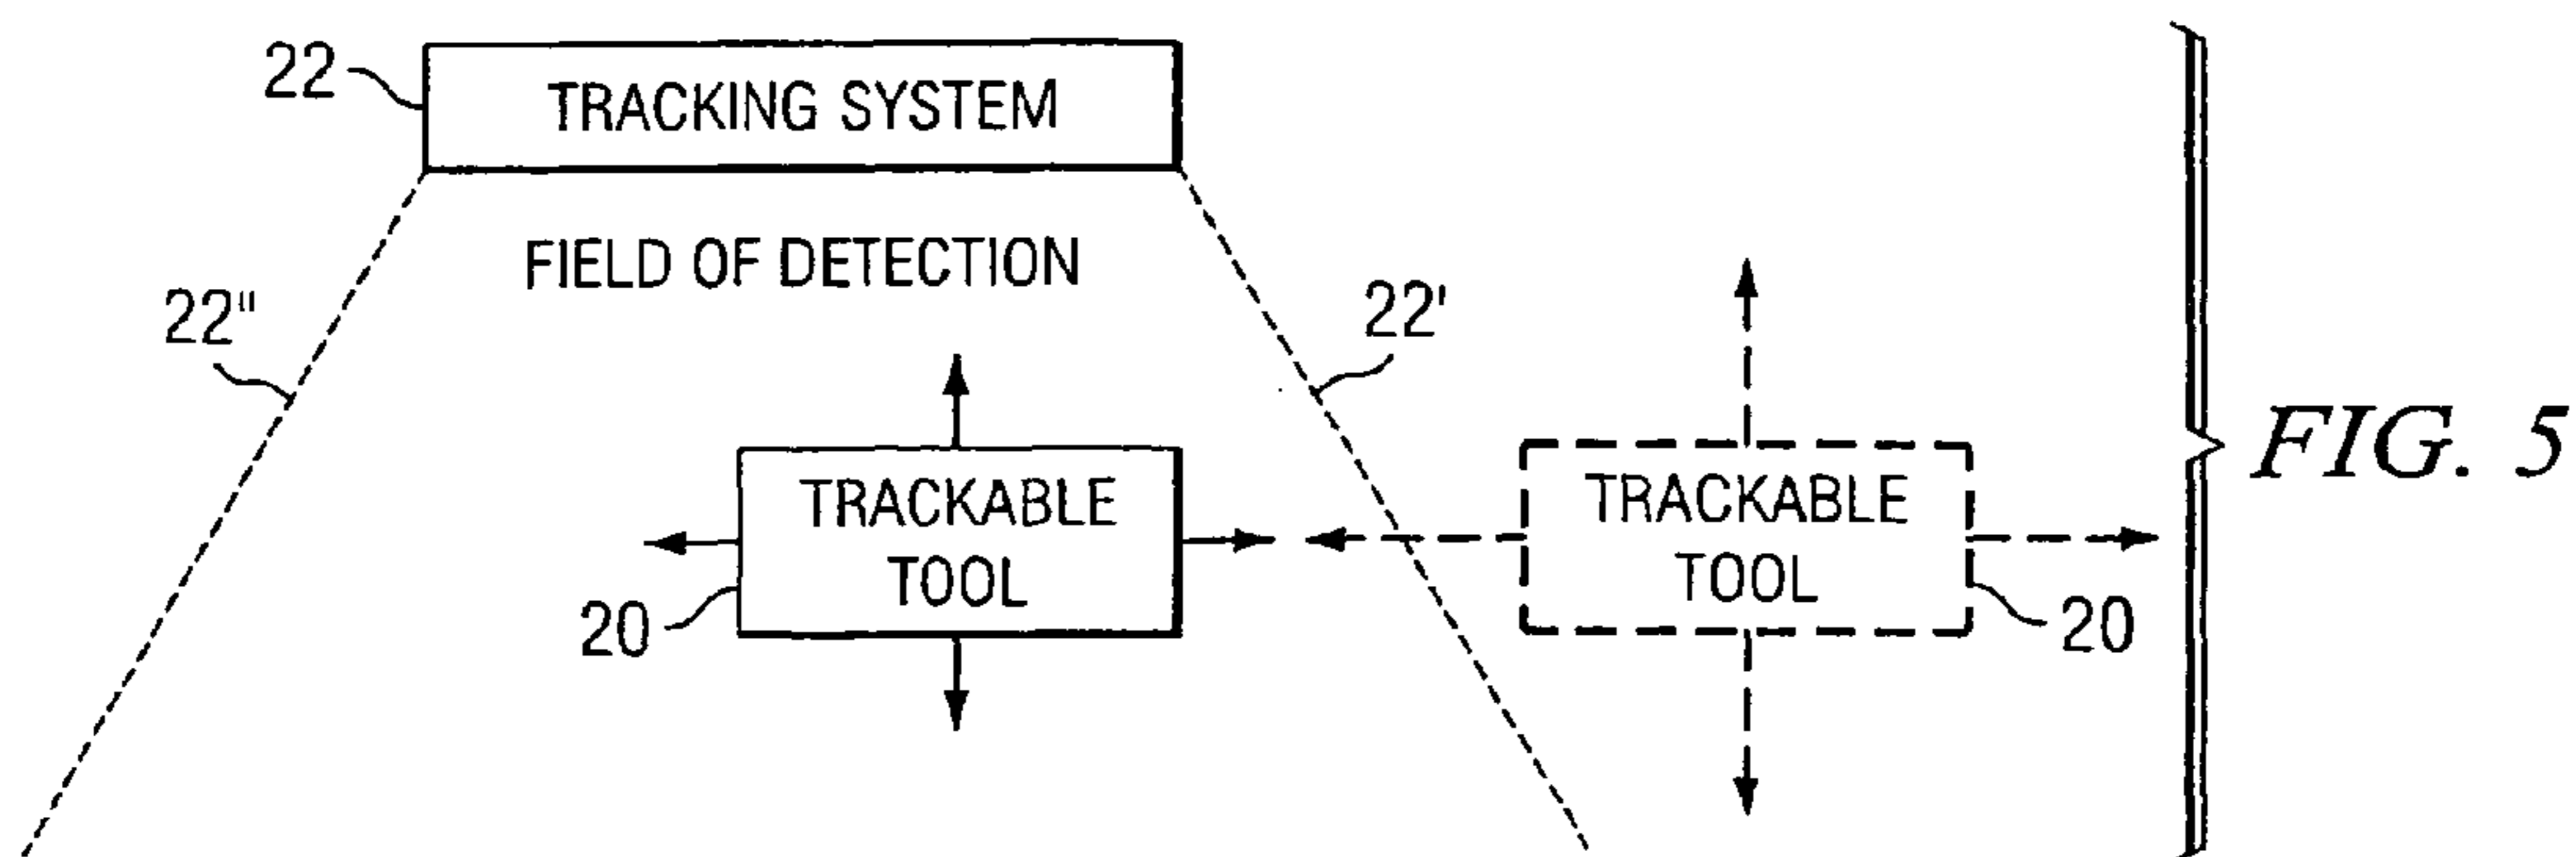 22
TRACKING SYSTEM
FIELD OF DETECTION
22"
22'
TRACKABLE
TOOL
20
TRACKABLE
TOOL
20
FIG. 5